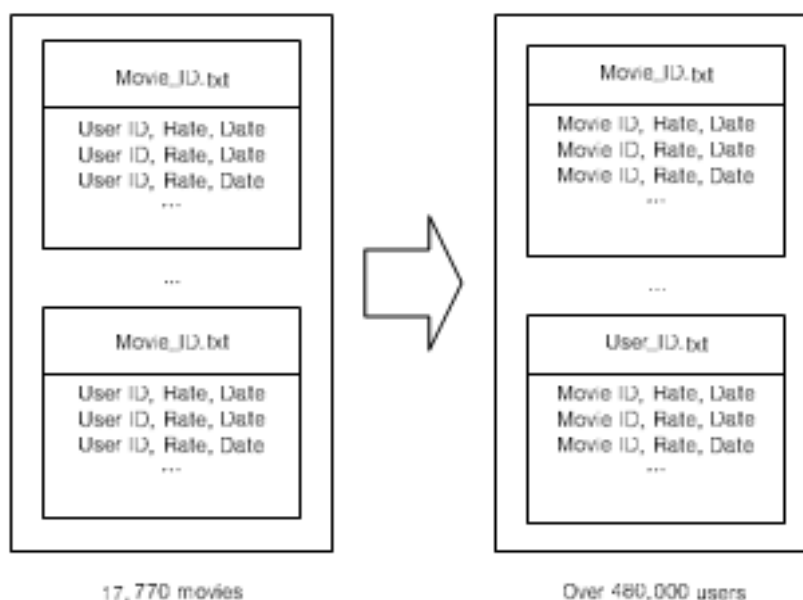 Movie_ID.txt
User ID, Rate, Date
User ID, Rate, Date
User ID, Rate, Date
...
...
Movie_ID.txt
User ID, Rate, Date
User ID, Rate, Date
User ID, Rate, Date
...
17,770 movies
Movie_ID.txt
Movie ID, Rate, Date
Movie ID, Rate, Date
Movie ID, Rate, Date
...
...
User_ID.txt
Movie ID, Rate, Date
Movie ID, Rate, Date
Movie ID, Rate, Date
...
Over 480,000 users